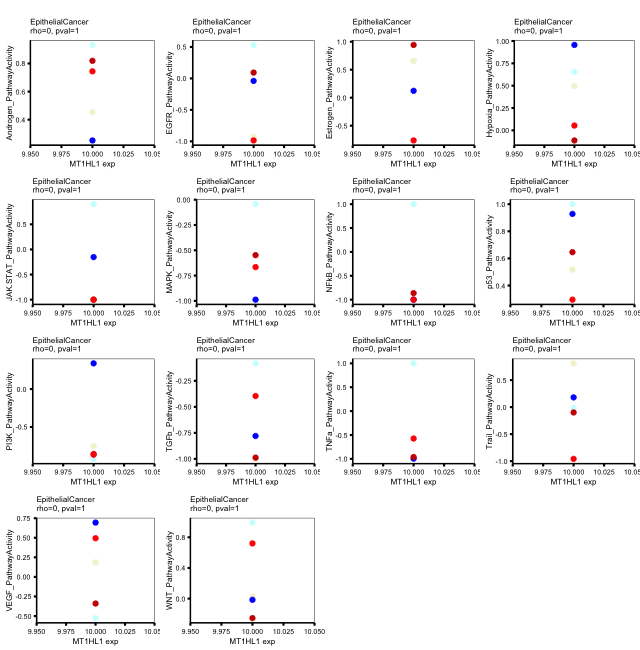 EpithelialCancer
rho=0, pval=1
Androgen_PathwayActivity
0.8
0.6
0.4
9.950 9.975 10.000 10.025 10.05
MT1HL1 exp
EpithelialCancer
rho=0, pval=1
EGFR_PathwayActivity
0.5
0.0
-0.5
-1.0
9.950 9.975 10.000 10.025 10.05
MT1HL1 exp
EpithelialCancer
rho=0, pval=1
Estrogen_PathwayActivity
1.0
0.5
0.0
-0.5
9.950 9.975 10.000 10.025 10.05
MT1HL1 exp
EpithelialCancer
rho=0, pval=1
Hypoxia_PathwayActivity
1.00
0.75
0.50
0.25
0.00
9.950 9.975 10.000 10.025 10.05
MT1HL1 exp
EpithelialCancer
rho=0, pval=1
JAK.STAT_PathwayActivity
0.5
0.0
-0.5
-1.0
9.950 9.975 10.000 10.025 10.05
MT1HL1 exp
EpithelialCancer
rho=0, pval=1
MAPK_PathwayActivity
0.00
-0.25
-0.50
-0.75
-1.00
9.950 9.975 10.000 10.025 10.05
MT1HL1 exp
EpithelialCancer
rho=0, pval=1
NFkB_PathwayActivity
1.0
0.5
0.0
-0.5
-1.0
9.950 9.975 10.000 10.025 10.05
MT1HL1 exp
EpithelialCancer
rho=0, pval=1
p53_PathwayActivity
1.0
0.8
0.6
0.4
9.950 9.975 10.000 10.025 10.05
MT1HL1 exp
EpithelialCancer
rho=0, pval=1
PI3K_PathwayActivity
0.0
-0.5
9.950 9.975 10.000 10.025 10.05
MT1HL1 exp
EpithelialCancer
rho=0, pval=1
TGFb_PathwayActivity
-0.25
-0.50
-0.75
-1.00
9.950 9.975 10.000 10.025 10.05
MT1HL1 exp
EpithelialCancer
rho=0, pval=1
TNFa_PathwayActivity
1.0
0.5
0.0
-0.5
-1.0
9.950 9.975 10.000 10.025 10.05
MT1HL1 exp
EpithelialCancer
rho=0, pval=1
Trail_PathwayActivity
0.5
0.0
-0.5
-1.0
9.950 9.975 10.000 10.025 10.05
MT1HL1 exp
EpithelialCancer
rho=0, pval=1
VEGF_PathwayActivity
0.75
0.50
0.25
0.00
-0.25
-0.50
9.950 9.975 10.000 10.025 10.05
MT1HL1 exp
EpithelialCancer
rho=0, pval=1
WNT_PathwayActivity
0.8
0.4
0.0
9.950 9.975 10.000 10.025 10.050
MT1HL1 exp